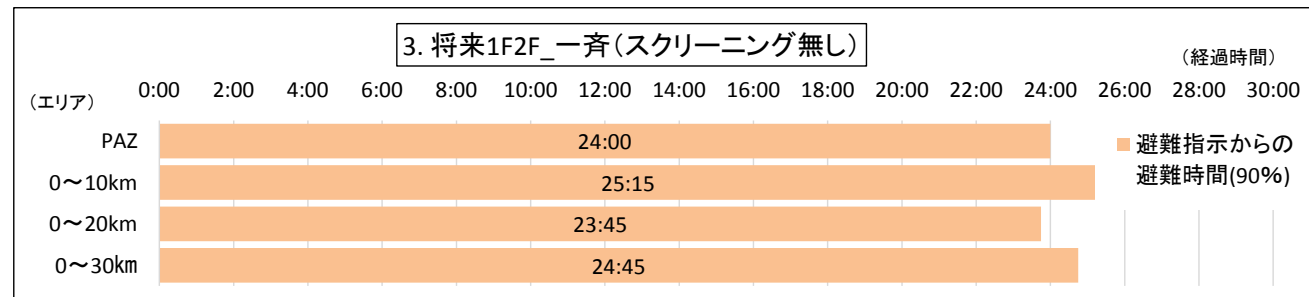 3. 将来1F2F_一斉(スクリーニング無し)
（経過時間）
0:00 2:00 4:00 6:00 8:00 10:00 12:00 14:00 16:00 18:00 20:00 22:00 24:00 26:00 28:00 30:00
（エリア）
PAZ 24:00
0～10km 25:15
0～20km 23:45
0～30㎞ 24:45
避難指示からの
避難時間(90%)